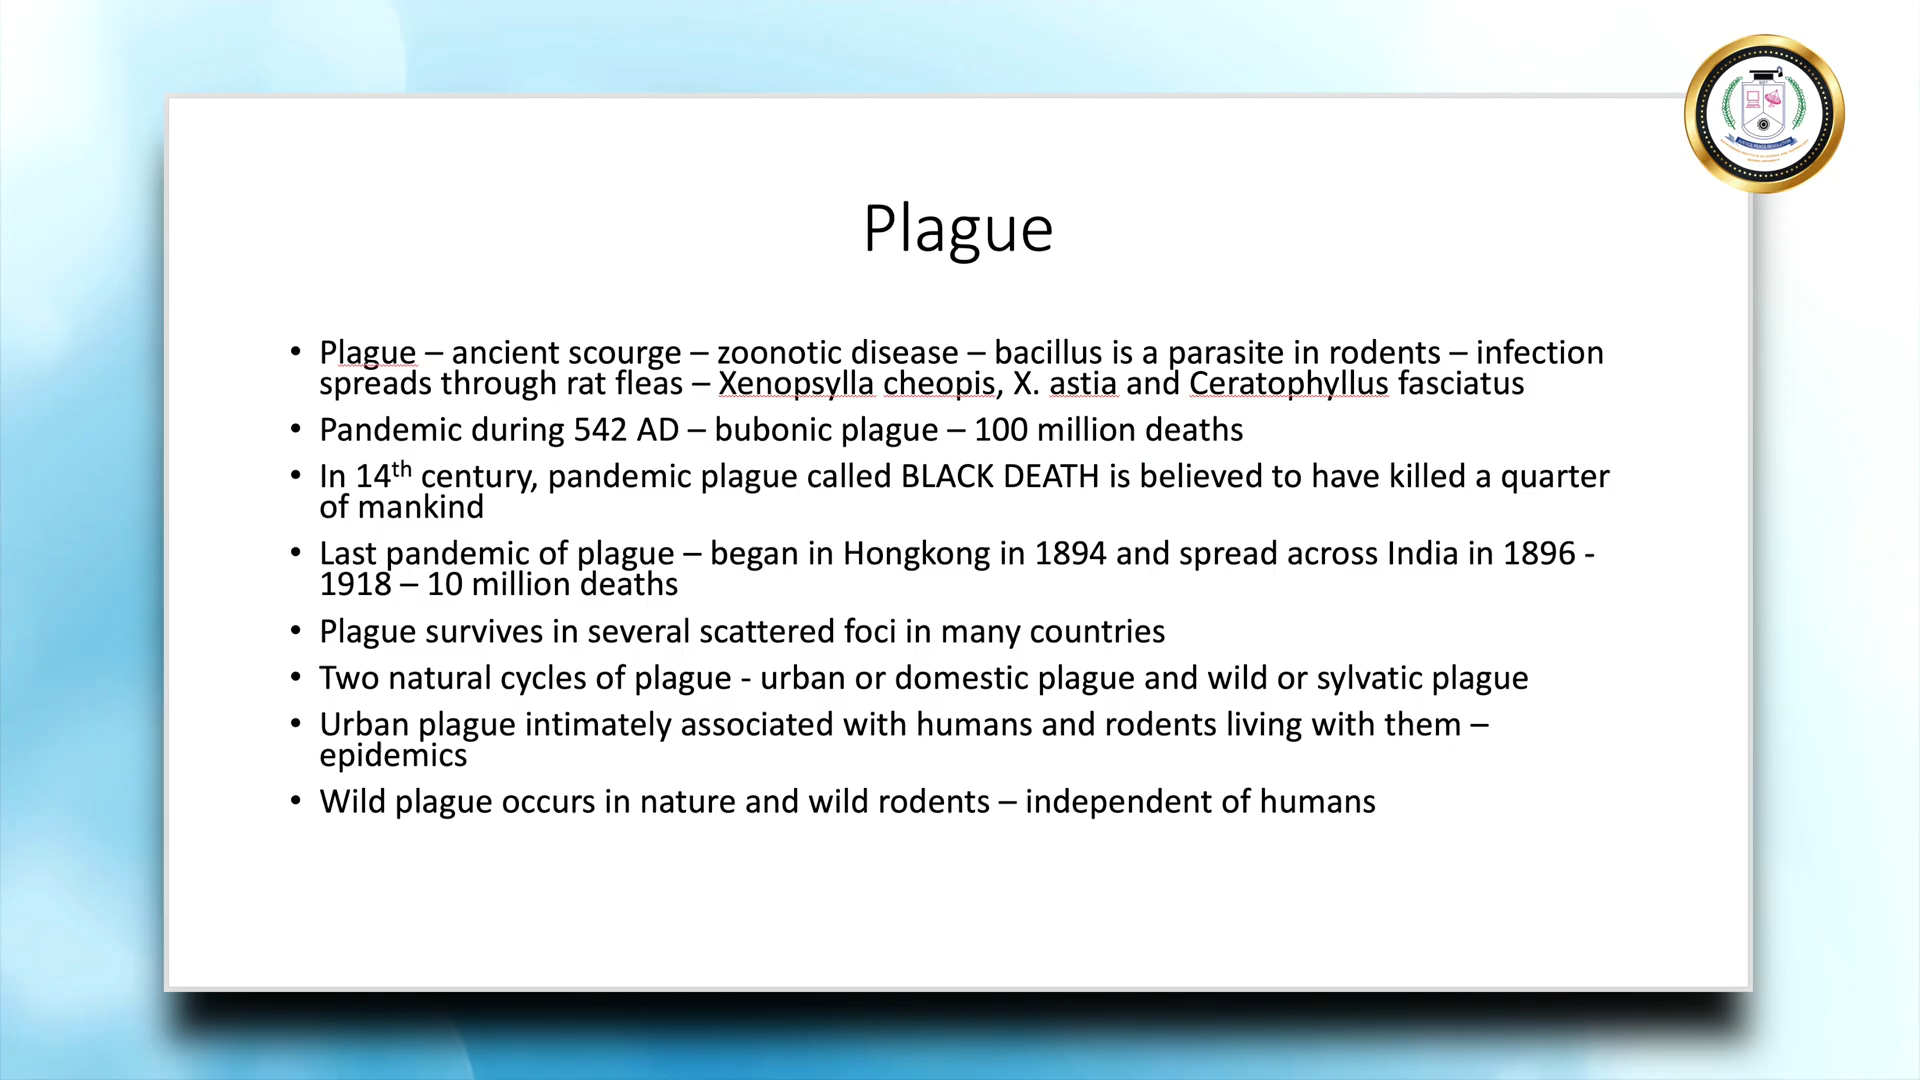 Plague
• Plague – ancient scourge – zoonotic disease – bacillus is a parasite in rodents – infection
spreads through rat fleas – Xenopsylla cheopis, X. astia and Ceratophyllus fasciatus
• Pandemic during 542 AD – bubonic plague – 100 million deaths
• In 14th century, pandemic plague called BLACK DEATH is believed to have killed a quarter
of mankind
• Last pandemic of plague – began in Hongkong in 1894 and spread across India in 1896 -
1918 – 10 million deaths
• Plague survives in several scattered foci in many countries
• Two natural cycles of plague - urban or domestic plague and wild or sylvatic plague
• Urban plague intimately associated with humans and rodents living with them –
epidemics
• Wild plague occurs in nature and wild rodents – independent of humans